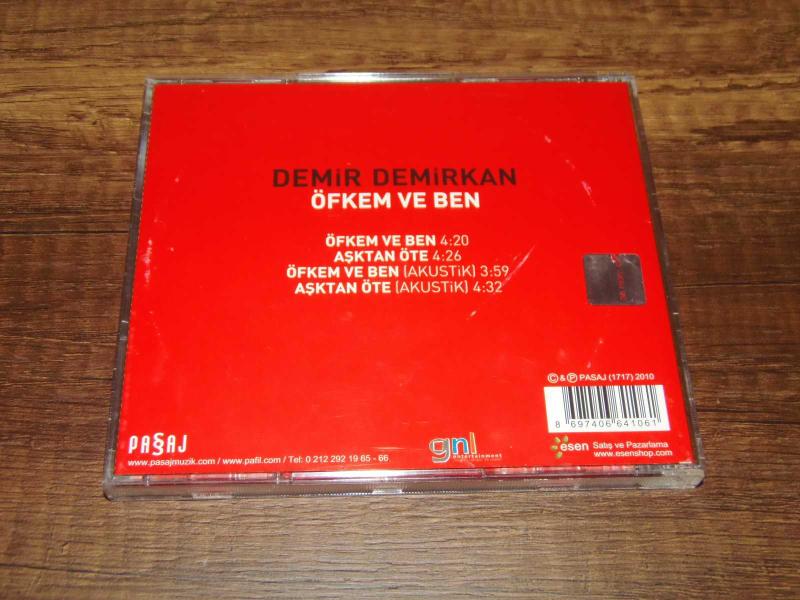 DEMİR DEMİRKAN
ÖFKEM VE BEN
ÖFKEM VE BEN 4:20
AŞKTAN ÖTE 4:26
ÖFKEM VE BEN (AKUSTİK) 3:59
AŞKTAN ÖTE (AKUSTİK) 4:32
© & ℗ PASAJ (1717) 2010
8 697406 641061
PASAJ
www.pasajmuzik.com / www.pafil.com / Tel: 0 212 292 19 65 - 66
gnl
entertainment
esen Satış ve Pazarlama
www.esenshop.com